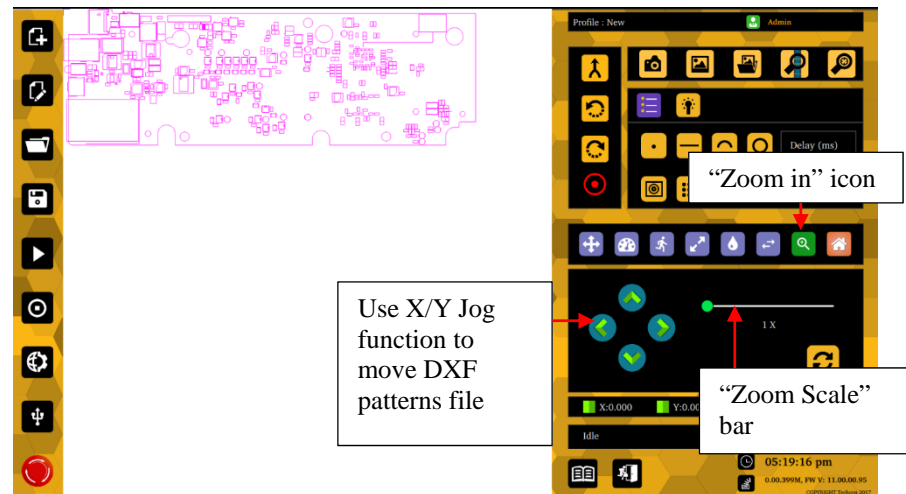 Profile : New
Admin
Delay (ms)
“Zoom in” icon
Use X/Y Jog
function to
move DXF
patterns file
1 X
“Zoom Scale”
bar
X:0.000
Y:0.00
Idle
05:19:16 pm
0.00.399M, FW V: 11.00.00.95
COPYRIGHT Techcon 2017